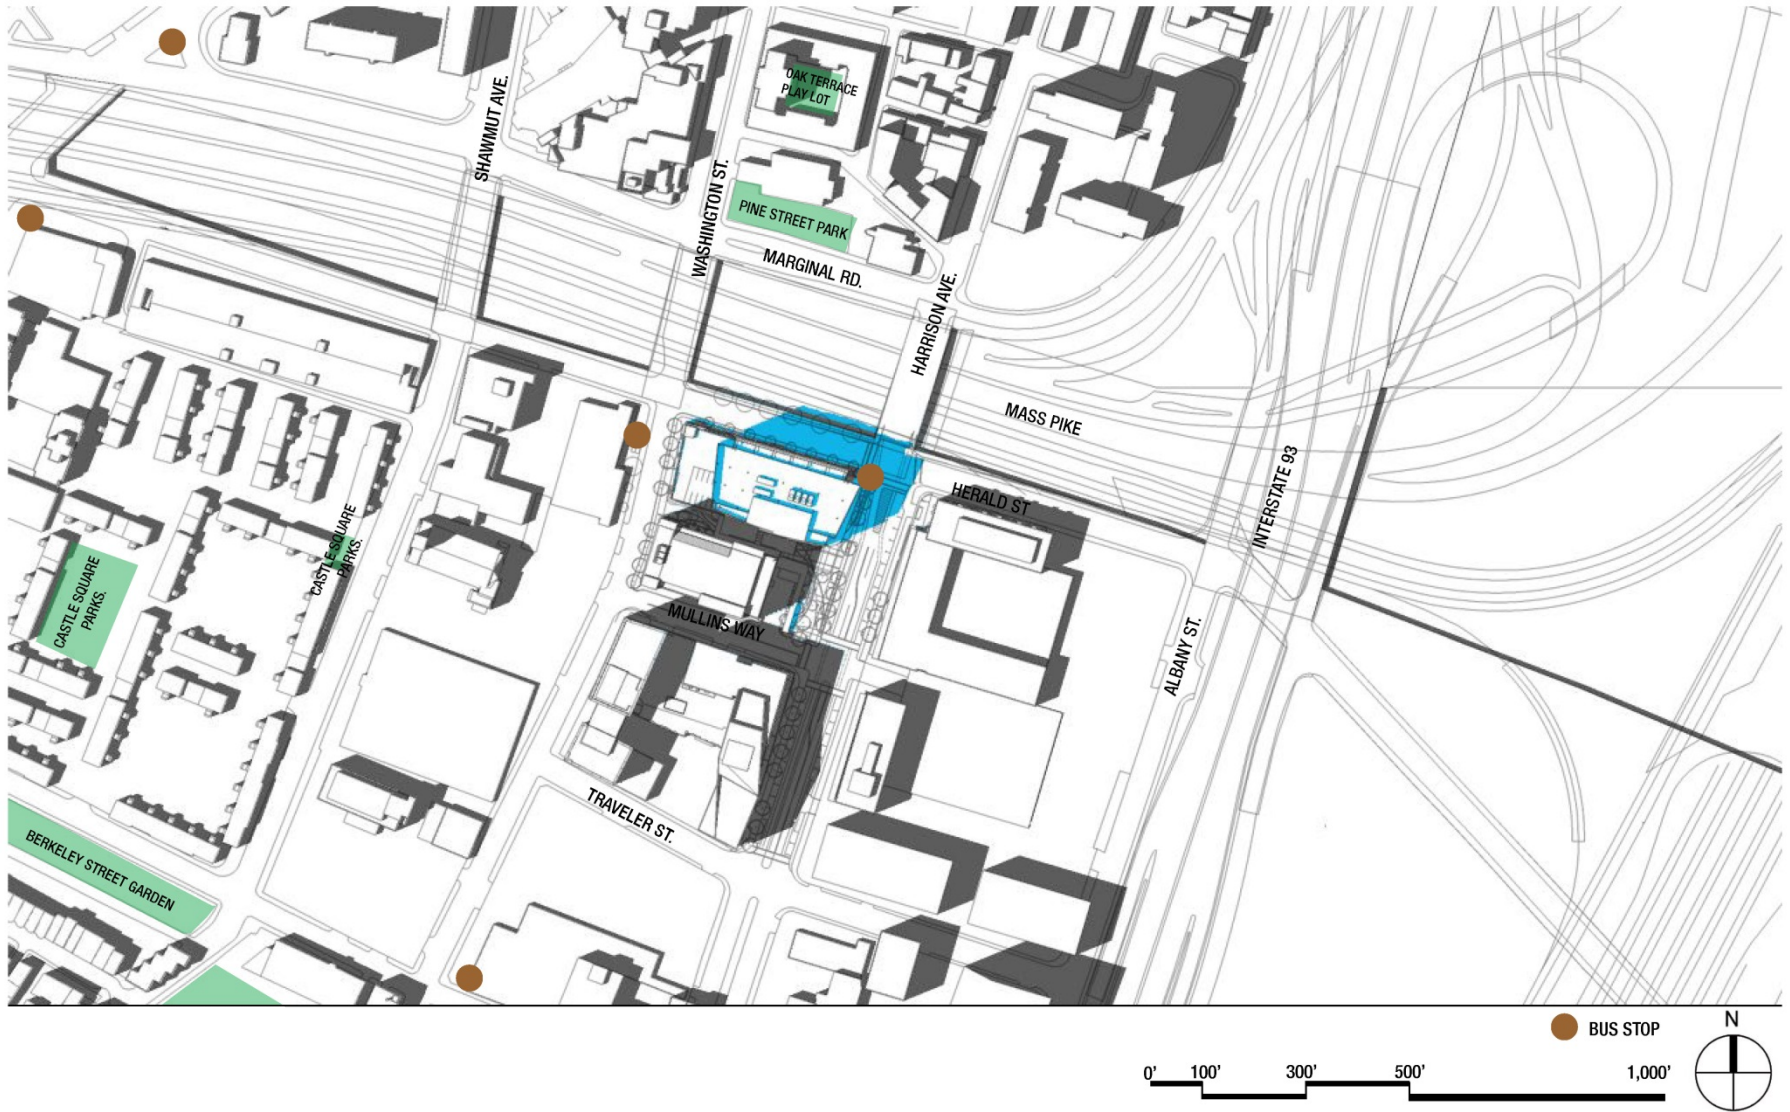 OAK TERRACE
PLAY LOT
SHAWMUT AVE.
WASHINGTON ST.
PINE STREET PARK
MARGINAL RD.
HARRISON AVE.
MASS PIKE
HERALD ST
INTERSTATE 93
CASTLE SQUARE
PARKS.
CASTLE SQUARE
PARKS.
MULLINS WAY
ALBANY ST.
TRAVELER ST.
BERKELEY STREET GARDEN
BUS STOP
N
0' 100' 300' 500' 1,000'